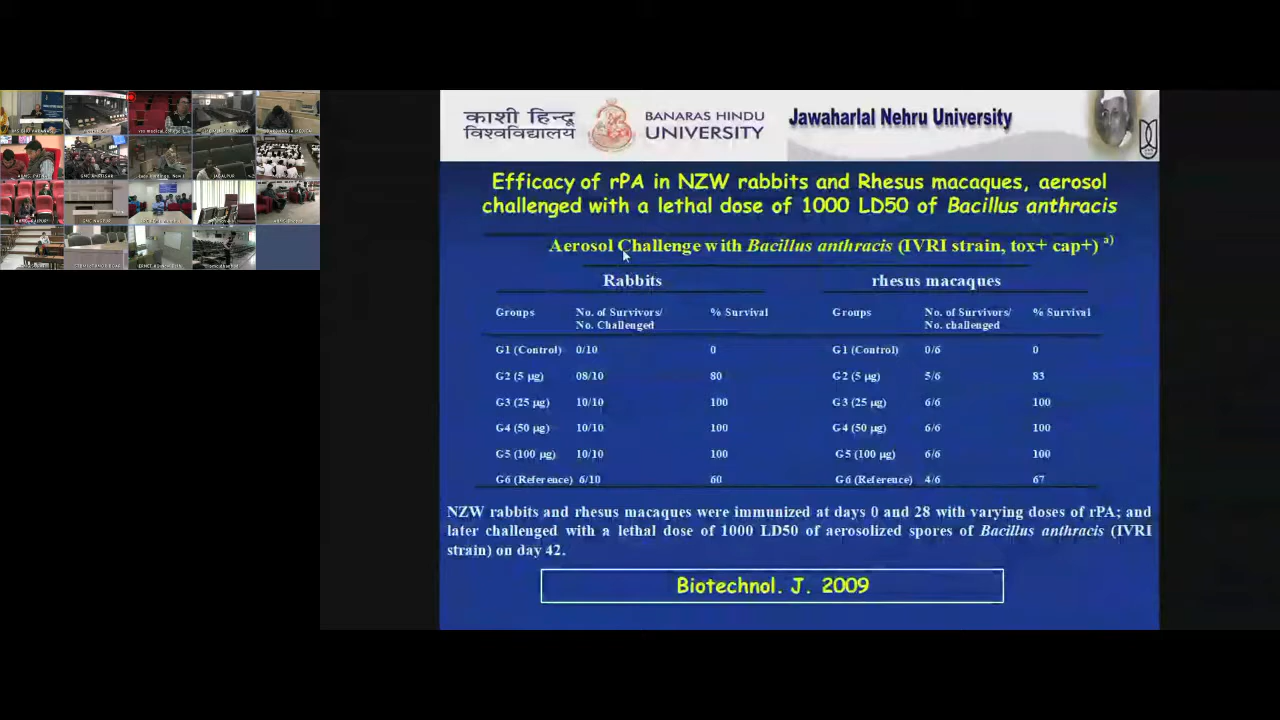 काशी हिन्दू
विश्वविद्यालय
BANARAS HINDU
UNIVERSITY
Jawaharlal Nehru University
Efficacy of rPA in NZW rabbits and Rhesus macaques, aerosol
challenged with a lethal dose of 1000 LD50 of Bacillus anthracis
Aerosol Challenge with Bacillus anthracis (IVRI strain, tox+ cap+) a)
Rabbits rhesus macaques
Groups No. of Survivors/ % Survival Groups No. of Survivors/ % Survival
No. Challenged No. challenged
G1 (Control) 0/10 0 G1 (Control) 0/6 0
G2 (5 µg) 08/10 80 G2 (5 µg) 5/6 83
G3 (25 µg) 10/10 100 G3 (25 µg) 6/6 100
G4 (50 µg) 10/10 100 G4 (50 µg) 6/6 100
G5 (100 µg) 10/10 100 G5 (100 µg) 6/6 100
G6 (Reference) 6/10 60 G6 (Reference) 4/6 67
NZW rabbits and rhesus macaques were immunized at days 0 and 28 with varying doses of rPA; and
later challenged with a lethal dose of 1000 LD50 of aerosolized spores of Bacillus anthracis (IVRI
strain) on day 42.
Biotechnol. J. 2009